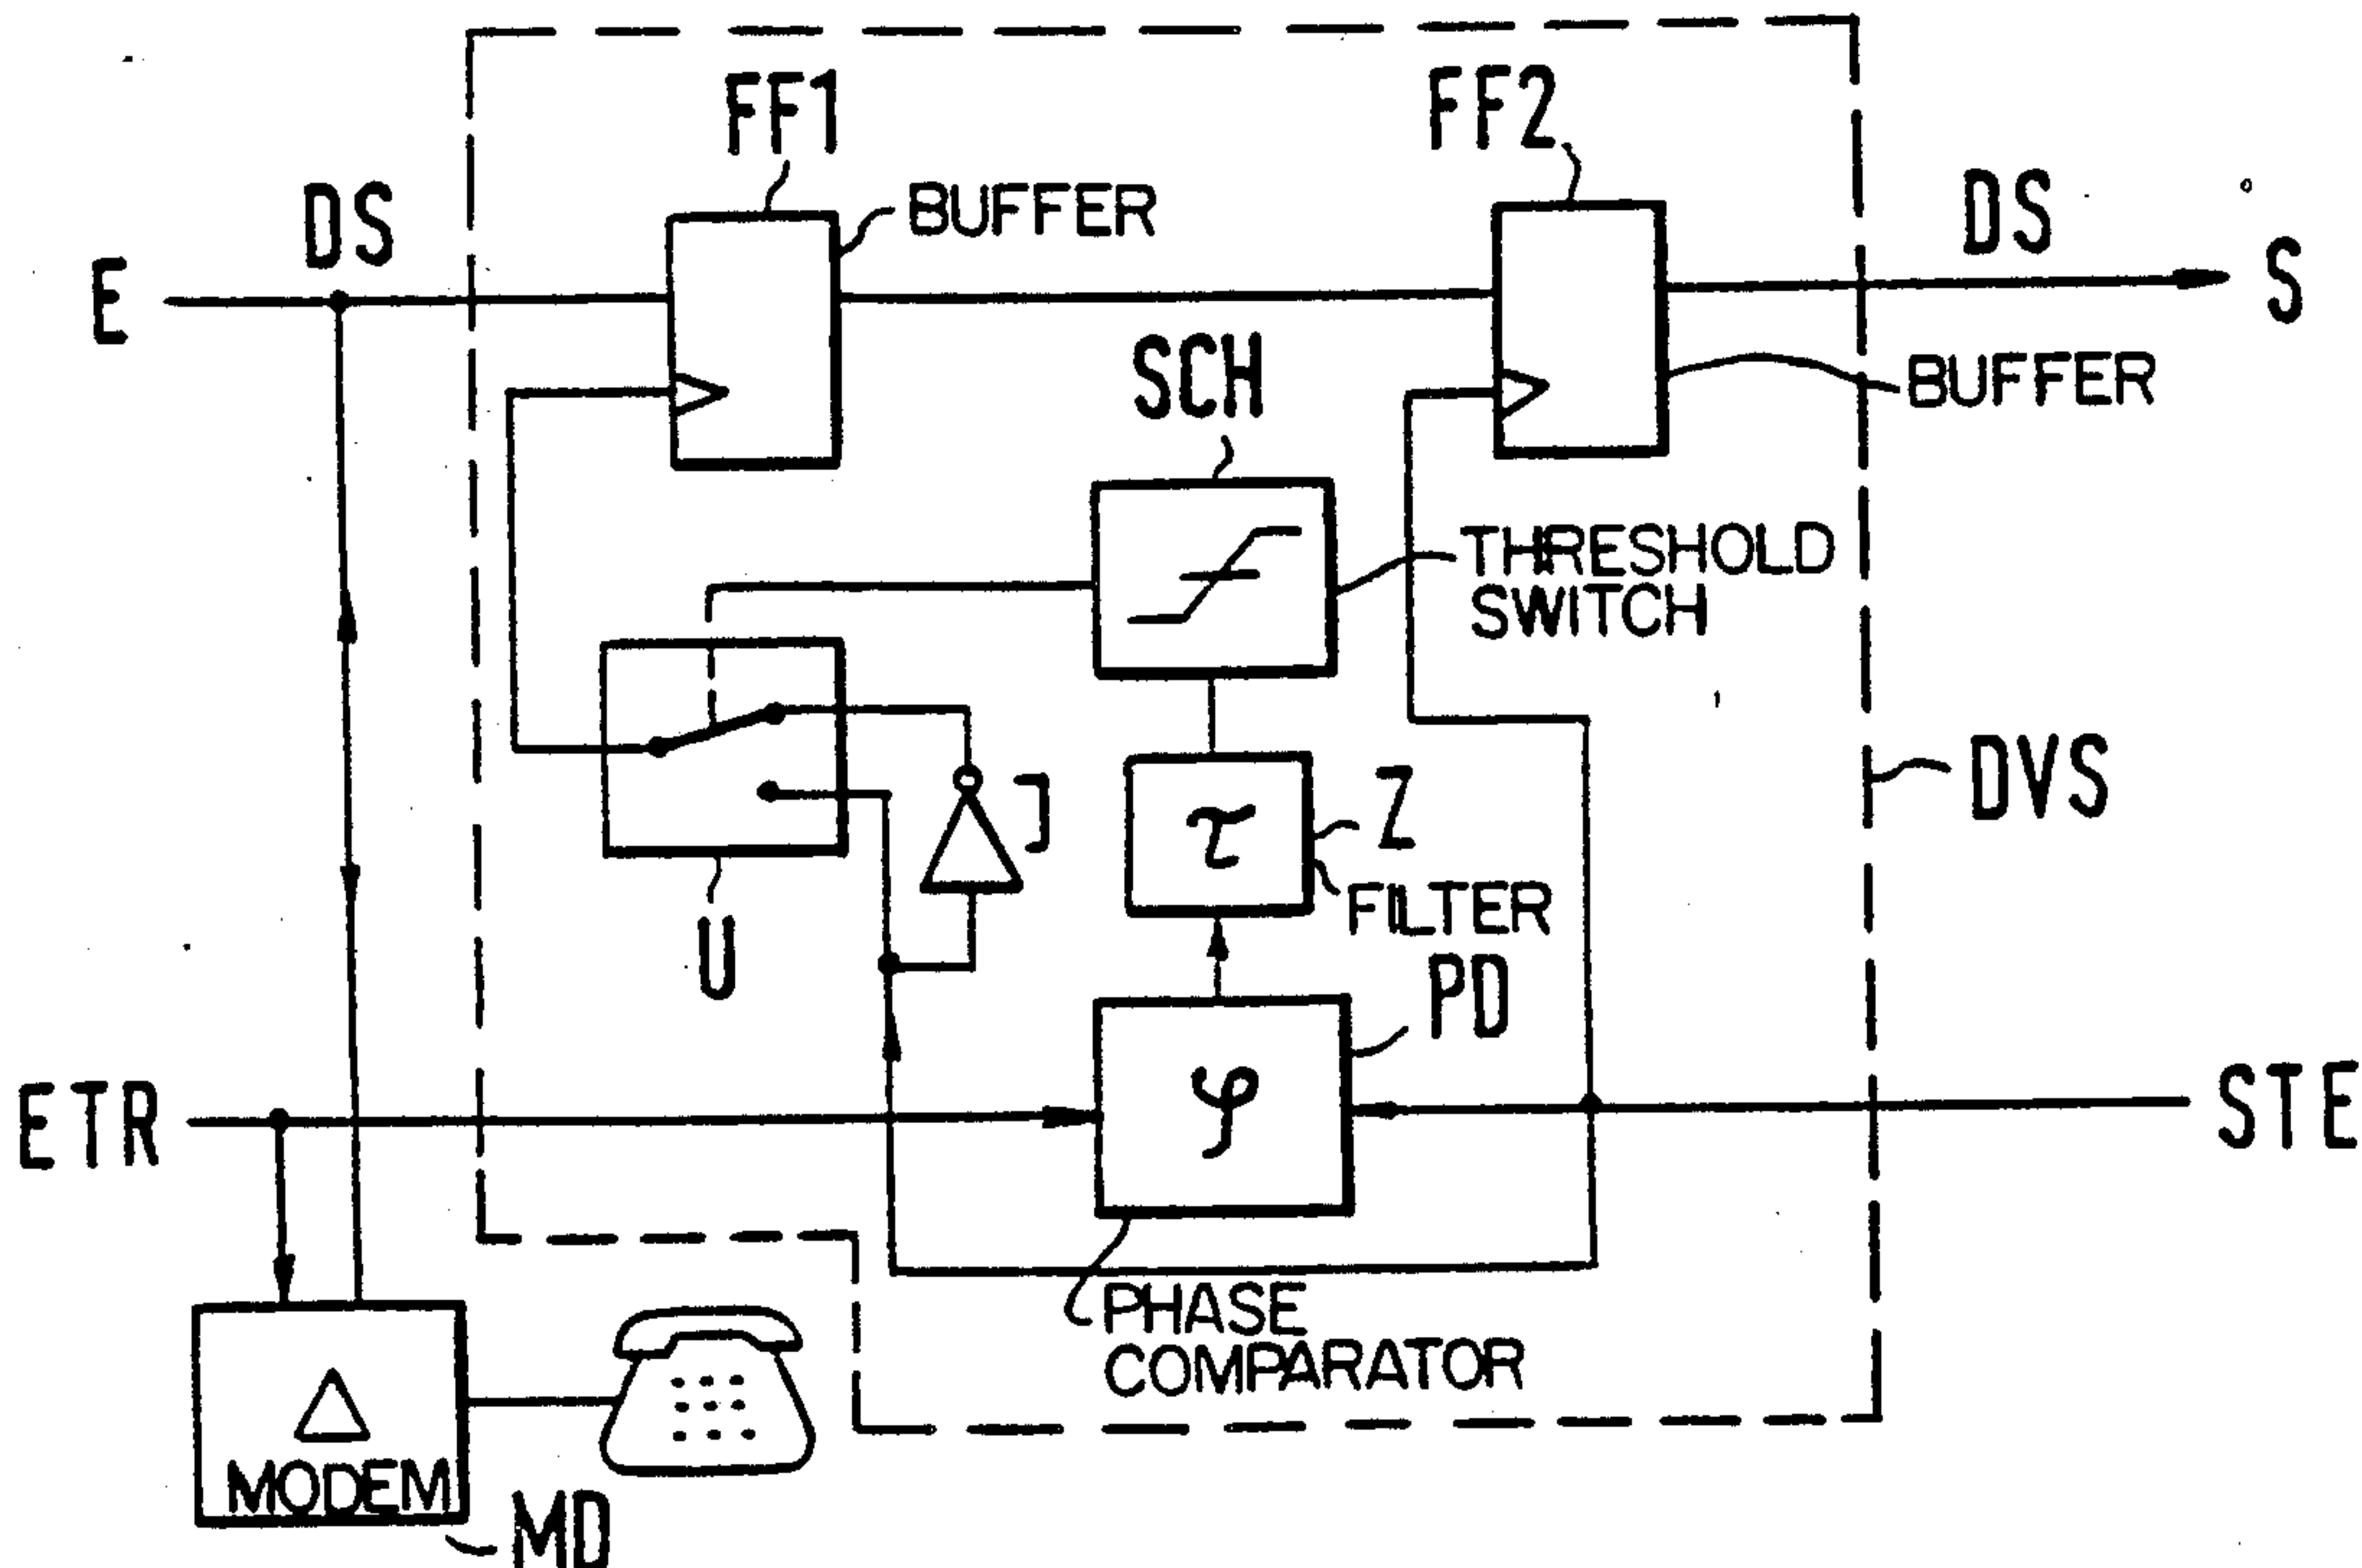 FF1
FF2
DS
BUFFER
DS
E
S
SCH
BUFFER
THRESHOLD
SWITCH
DVS
τ
Z
J
FILTER
U
PD
ETR
φ
STE
PHASE
COMPARATOR
MODEM
MD